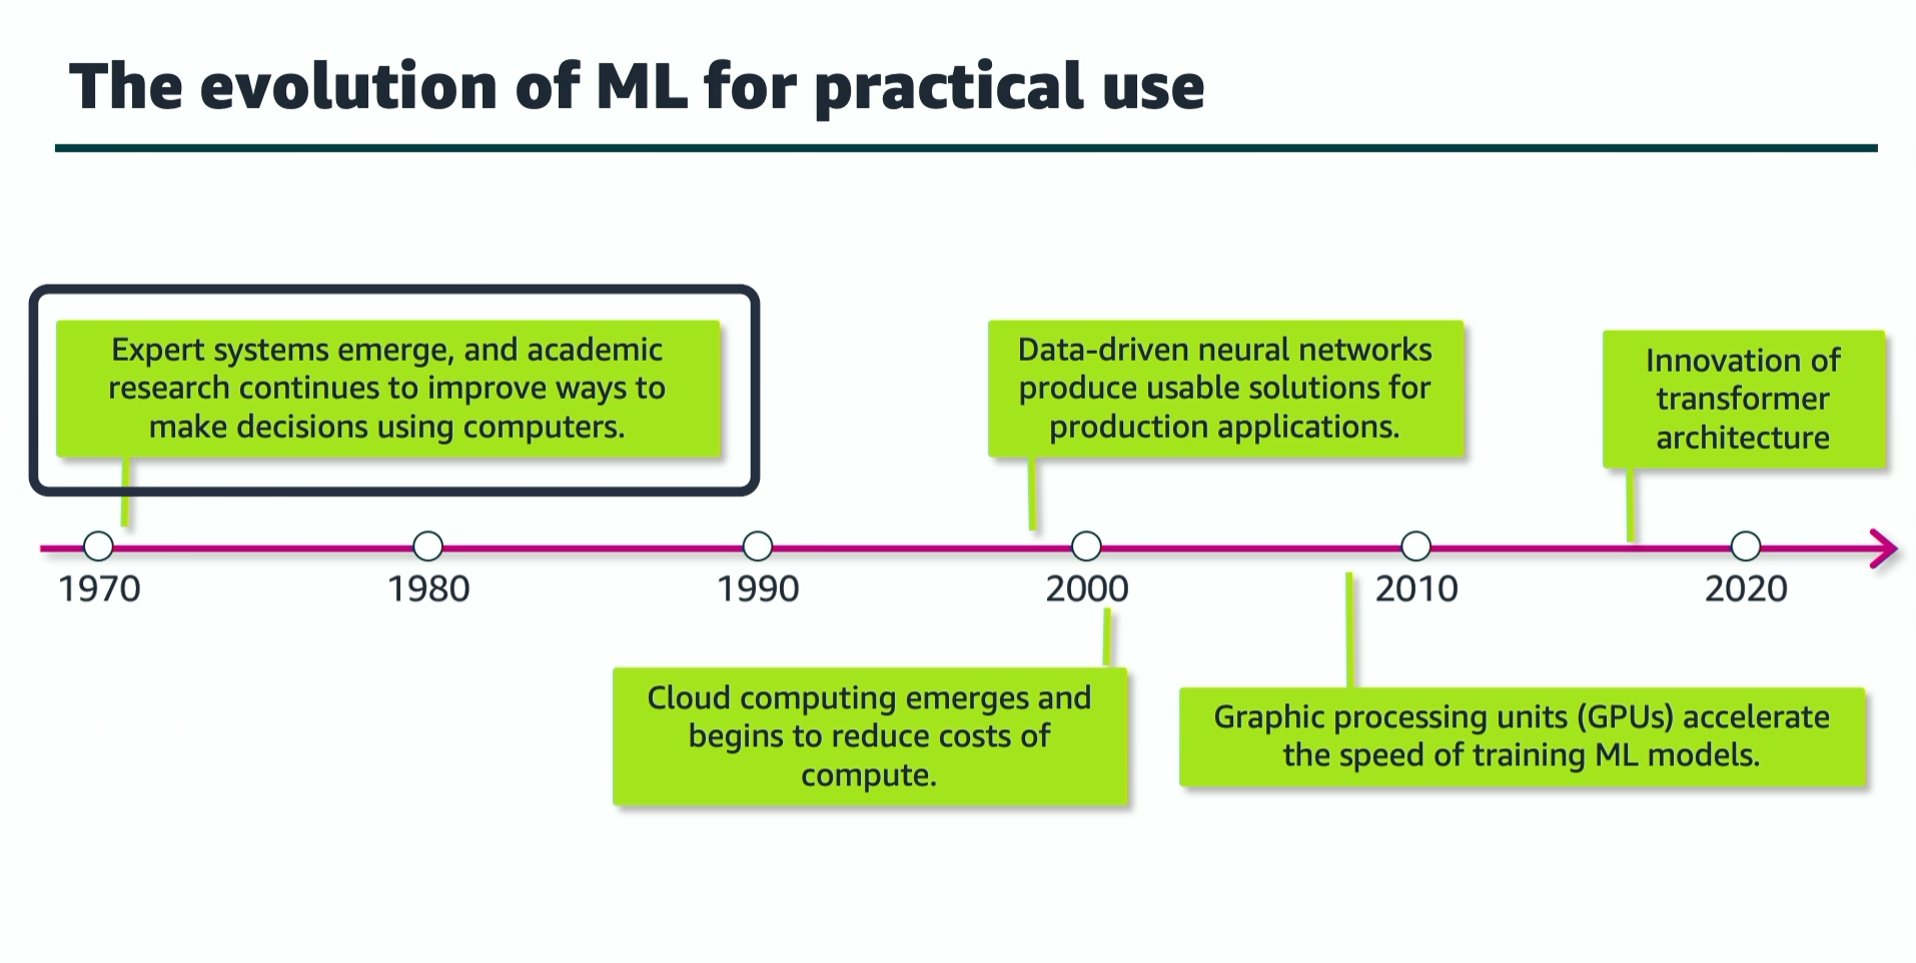 The evolution of ML for practical use
Expert systems emerge, and academic
research continues to improve ways to
make decisions using computers.
Data-driven neural networks
produce usable solutions for
production applications.
Innovation of
transformer
architecture
1970
1980
1990
2000
2010
2020
Cloud computing emerges and
begins to reduce costs of
compute.
Graphic processing units (GPUs) accelerate
the speed of training ML models.